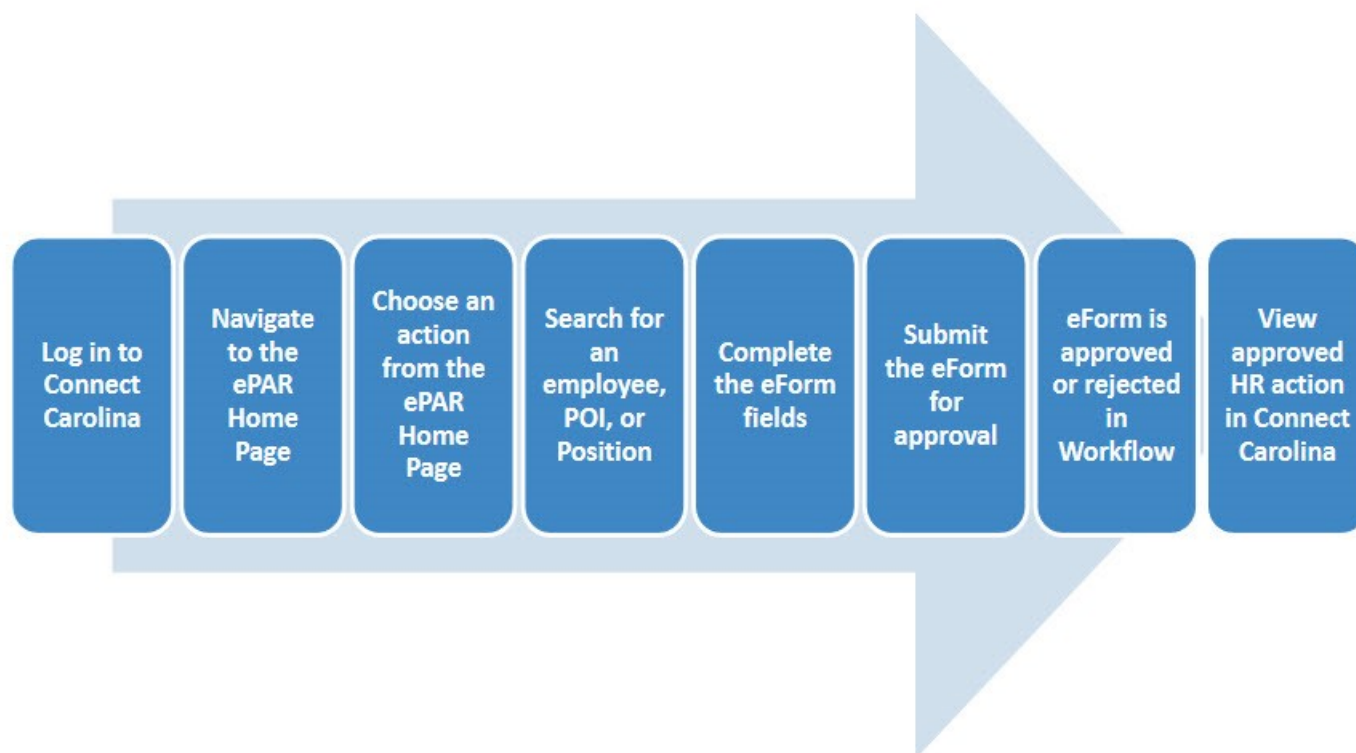 Log in to
Connect
Carolina
Navigate
to the
ePAR
Home
Page
Choose an
action
from the
ePAR
Home
Page
Search for
an
employee,
POI, or
Position
Complete
the eForm
fields
Submit
the eForm
for
approval
eForm is
approved
or rejected
in
Workflow
View
approved
HR action
in Connect
Carolina